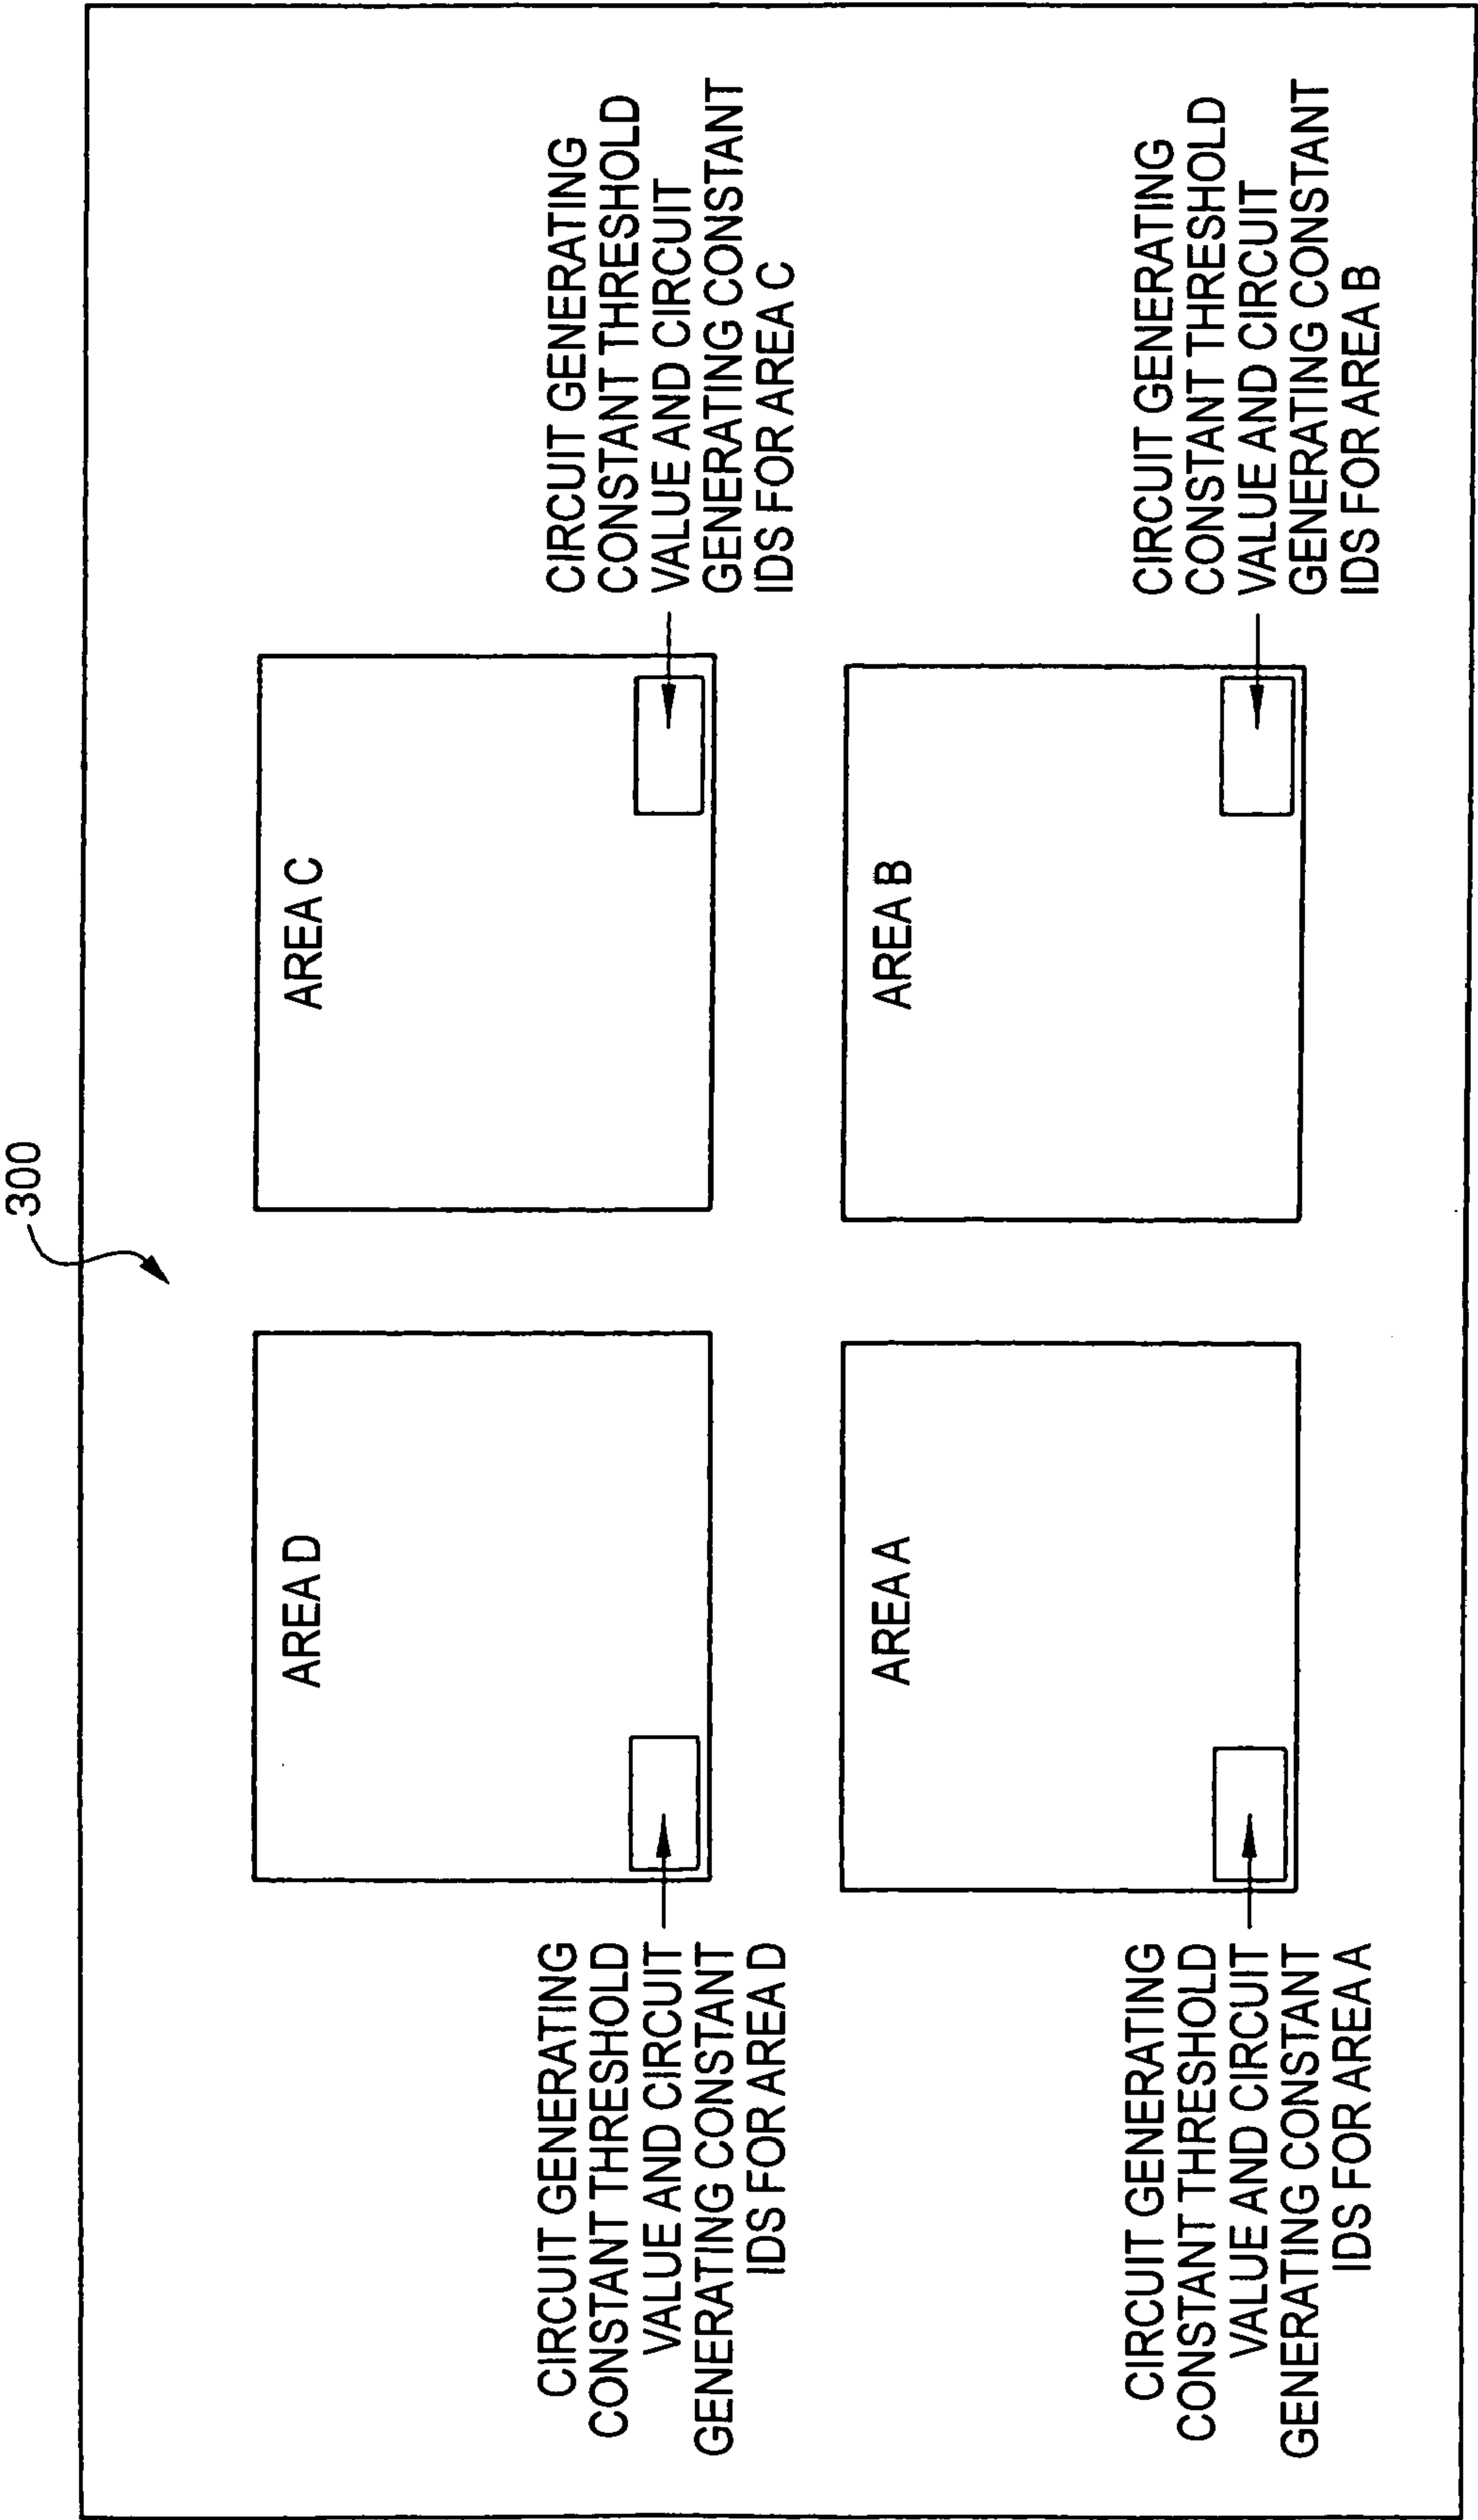 300
AREA D
AREA C
CIRCUIT GENERATING
CONSTANT THRESHOLD
VALUE AND CIRCUIT
GENERATING CONSTANT
IDS FOR AREA D
CIRCUIT GENERATING
CONSTANT THRESHOLD
VALUE AND CIRCUIT
GENERATING CONSTANT
IDS FOR AREA C
AREA A
AREA B
CIRCUIT GENERATING
CONSTANT THRESHOLD
VALUE AND CIRCUIT
GENERATING CONSTANT
IDS FOR AREA A
CIRCUIT GENERATING
CONSTANT THRESHOLD
VALUE AND CIRCUIT
GENERATING CONSTANT
IDS FOR AREA B